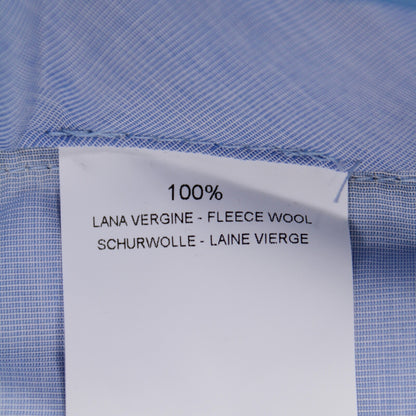 100%
LANA VERGINE - FLEECE WOOL
SCHURWOLLE - LAINE VIERGE